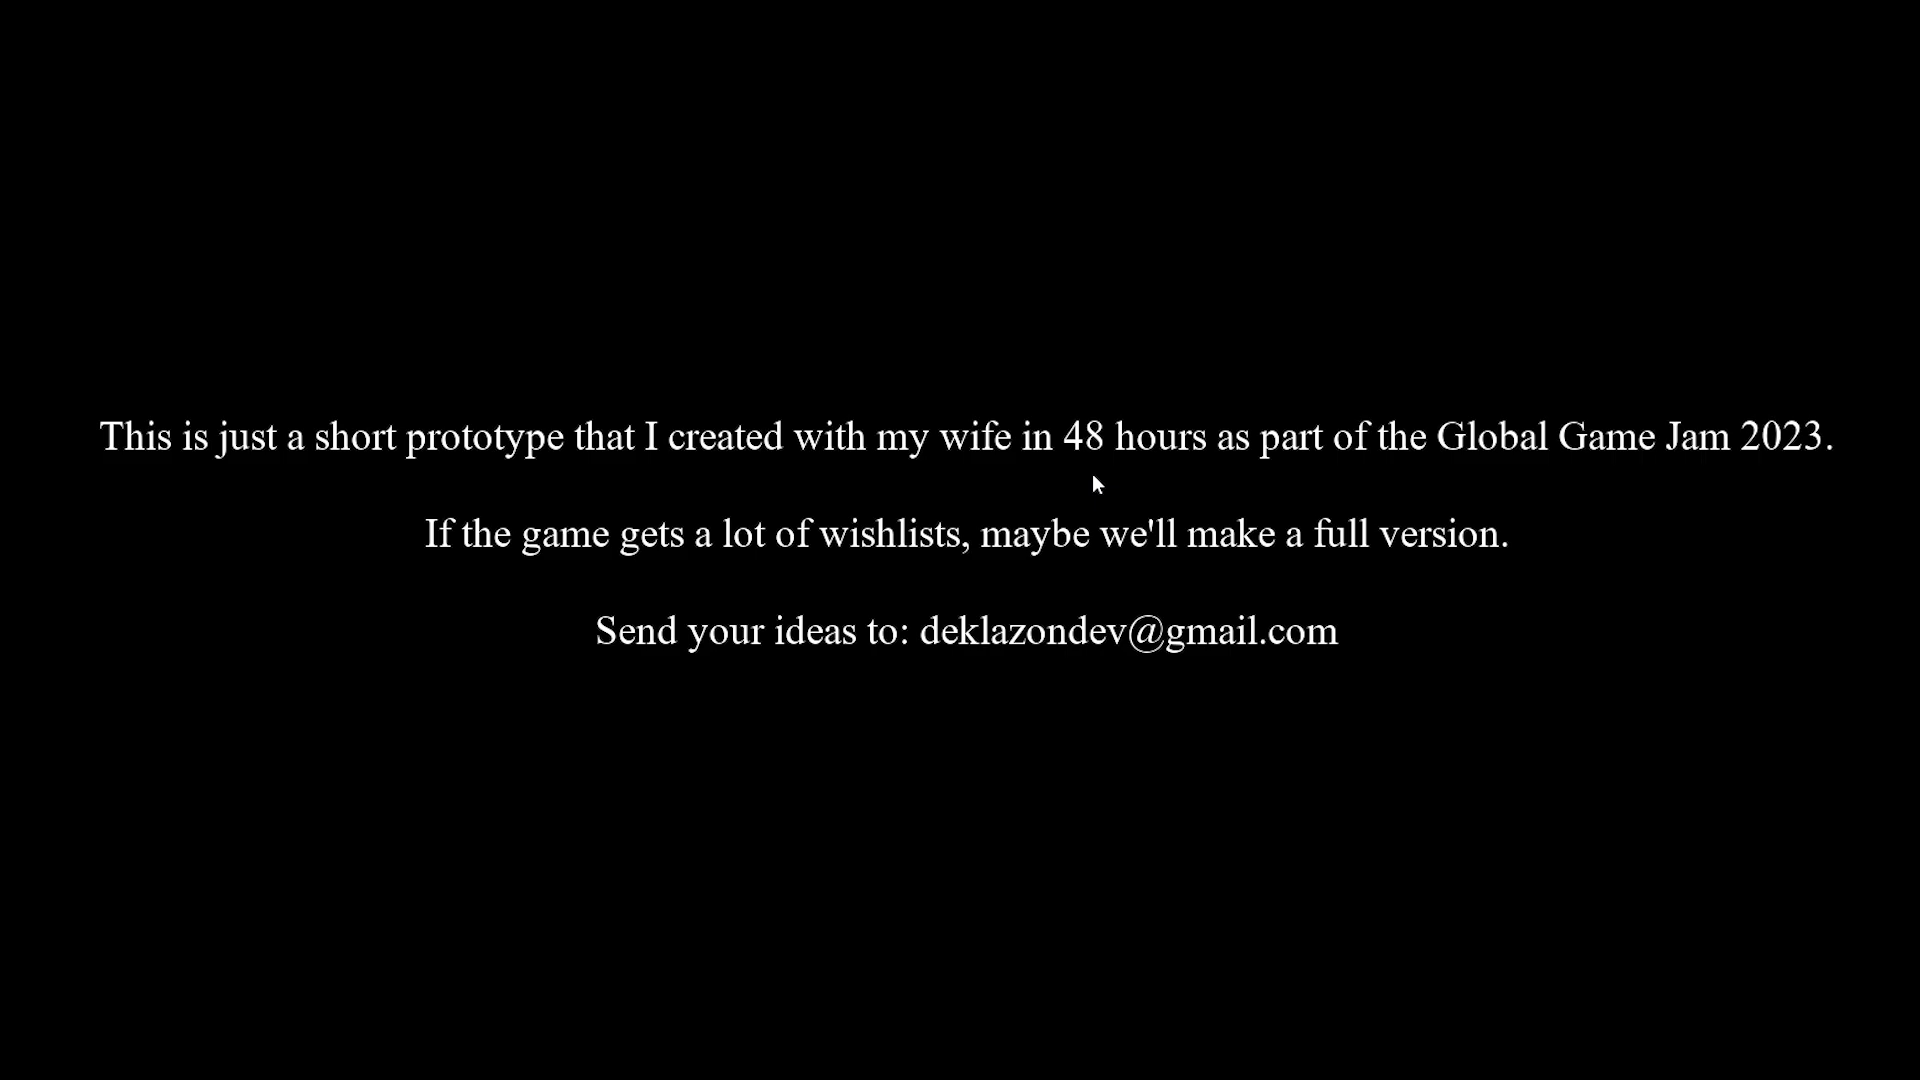 This is just a short prototype that I created with my wife in 48 hours as part of the Global Game Jam 2023.
If the game gets a lot of wishlists, maybe we'll make a full version.
Send your ideas to: deklazondev@gmail.com